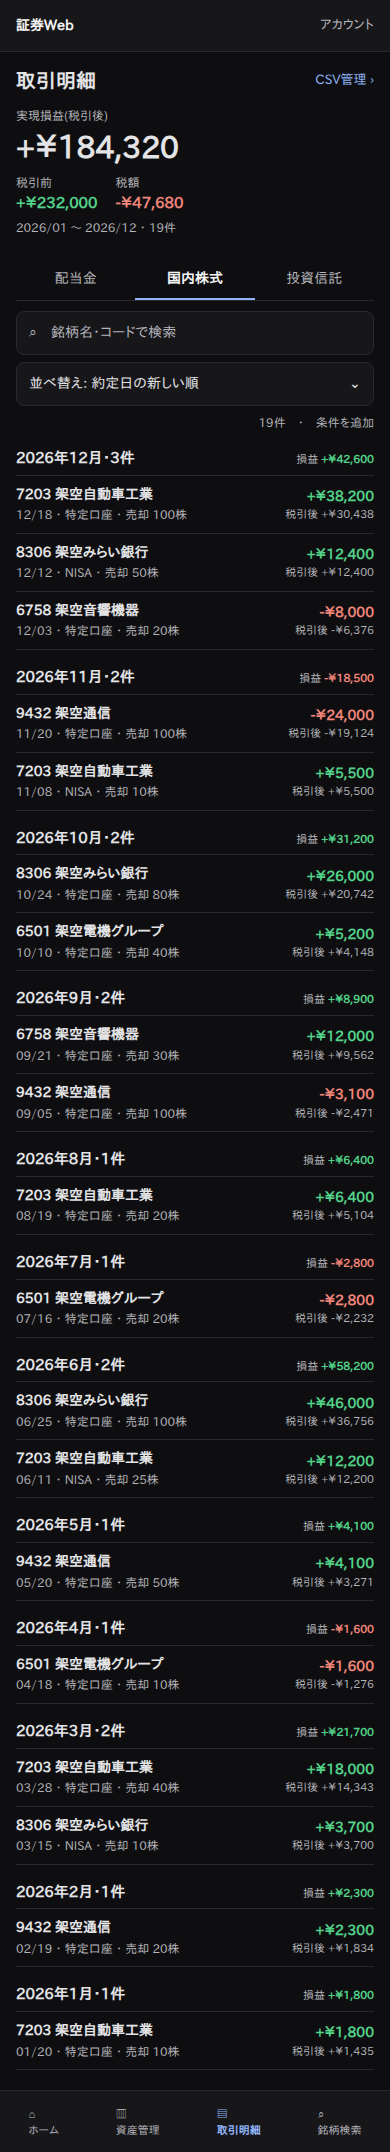 証券Web
アカウント
取引明細
CSV管理 ›
実現損益(税引後)
+¥184,320
税引前 税額
+¥232,000 -¥47,680
2026/01 〜 2026/12・19件
配当金 国内株式 投資信託
銘柄名・コードで検索
並べ替え: 約定日の新しい順
19件 ・ 条件を追加
2026年12月・3件 損益 +¥42,600
7203 架空自動車工業 +¥38,200
12/18・特定口座・売却 100株 税引後 +¥30,438
8306 架空みらい銀行 +¥12,400
12/12・NISA・売却 50株 税引後 +¥12,400
6758 架空音響機器 -¥8,000
12/03・特定口座・売却 20株 税引後 -¥6,376
2026年11月・2件 損益 -¥18,500
9432 架空通信 -¥24,000
11/20・特定口座・売却 100株 税引後 -¥19,124
7203 架空自動車工業 +¥5,500
11/08・NISA・売却 10株 税引後 +¥5,500
2026年10月・2件 損益 +¥31,200
8306 架空みらい銀行 +¥26,000
10/24・特定口座・売却 80株 税引後 +¥20,742
6501 架空電機グループ +¥5,200
10/10・特定口座・売却 40株 税引後 +¥4,148
2026年9月・2件 損益 +¥8,900
6758 架空音響機器 +¥12,000
09/21・特定口座・売却 30株 税引後 +¥9,562
9432 架空通信 -¥3,100
09/05・特定口座・売却 100株 税引後 -¥2,471
2026年8月・1件 損益 +¥6,400
7203 架空自動車工業 +¥6,400
08/19・特定口座・売却 20株 税引後 +¥5,104
2026年7月・1件 損益 -¥2,800
6501 架空電機グループ -¥2,800
07/16・特定口座・売却 20株 税引後 -¥2,232
2026年6月・2件 損益 +¥58,200
8306 架空みらい銀行 +¥46,000
06/25・特定口座・売却 100株 税引後 +¥36,756
7203 架空自動車工業 +¥12,200
06/11・NISA・売却 25株 税引後 +¥12,200
2026年5月・1件 損益 +¥4,100
9432 架空通信 +¥4,100
05/20・特定口座・売却 50株 税引後 +¥3,271
2026年4月・1件 損益 -¥1,600
6501 架空電機グループ -¥1,600
04/18・特定口座・売却 10株 税引後 -¥1,276
2026年3月・2件 損益 +¥21,700
7203 架空自動車工業 +¥18,000
03/28・特定口座・売却 40株 税引後 +¥14,343
8306 架空みらい銀行 +¥3,700
03/15・NISA・売却 10株 税引後 +¥3,700
2026年2月・1件 損益 +¥2,300
9432 架空通信 +¥2,300
02/19・特定口座・売却 20株 税引後 +¥1,834
2026年1月・1件 損益 +¥1,800
7203 架空自動車工業 +¥1,800
01/20・特定口座・売却 10株 税引後 +¥1,435
ホーム 資産管理 取引明細 銘柄検索